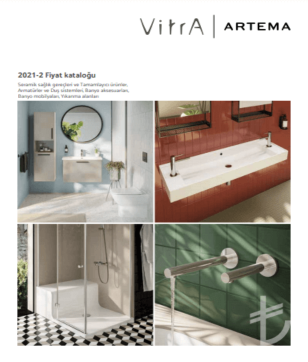 VitrA | ARTEMA
2021-2 Fiyat kataloğu
Seramik sağlık gereçleri ve Tamamlayıcı ürünler,
Armatürler ve Duş sistemleri, Banyo aksesuarları,
Banyo mobilyaları, Yıkanma alanları
₺